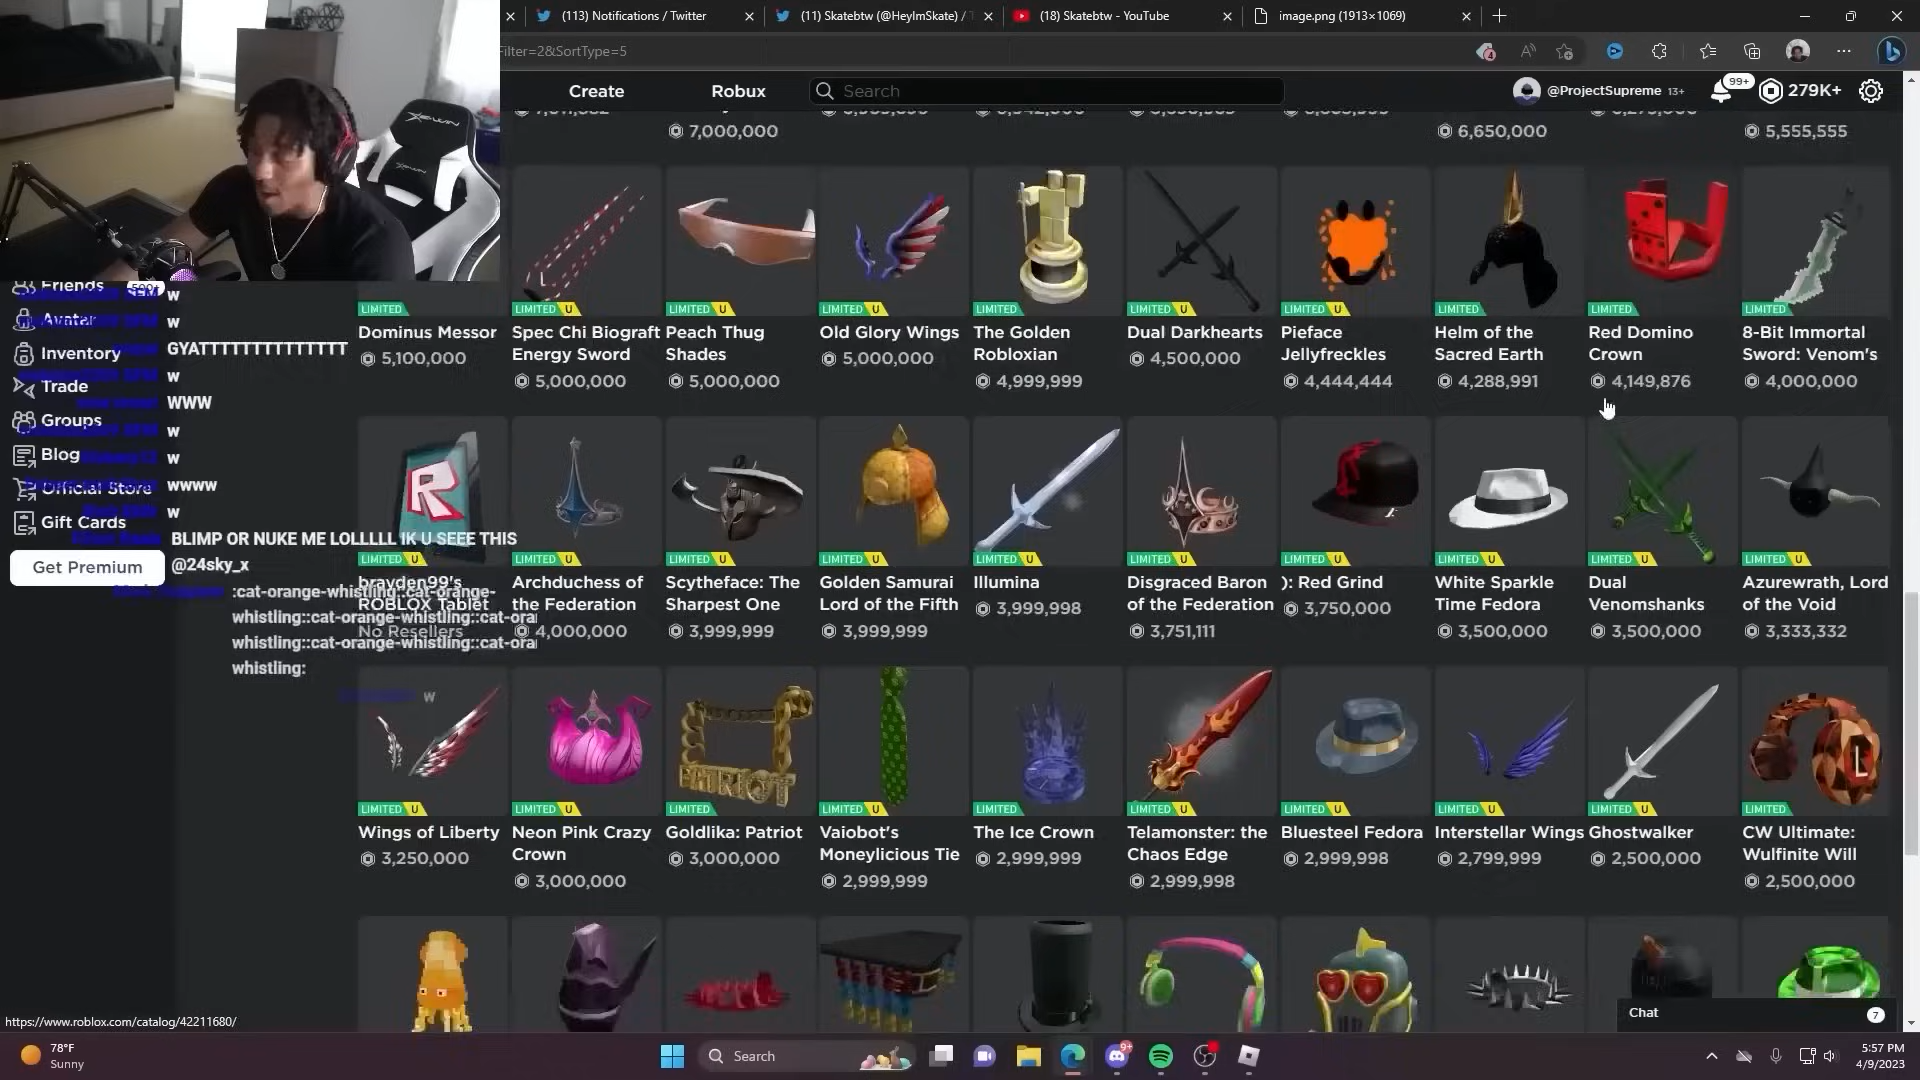 (113) Notifications / Twitter
(11) Skatebtw (@HeyImSkate) / T
(18) Skatebtw - YouTube
image.png (1913×1069)
Filter=2&SortType=5
Create
Robux
Search
@ProjectSupreme 13+
99+
279K+
7,000,000
6,650,000
5,555,555
LIMITED
LIMITED U
LIMITED U
LIMITED U
LIMITED
LIMITED U
LIMITED U
LIMITED
LIMITED
LIMITED
Dominus Messor
5,100,000
Spec Chi Biograft
Energy Sword
5,000,000
Peach Thug
Shades
5,000,000
Old Glory Wings
5,000,000
The Golden
Robloxian
4,999,999
Dual Darkhearts
4,500,000
Pieface
Jellyfreckles
4,444,444
Helm of the
Sacred Earth
4,288,991
Red Domino
Crown
4,149,876
8-Bit Immortal
Sword: Venom's
4,000,000
Friends
Avatar
Inventory
Trade
Groups
Blog
Official Store
Gift Cards
Get Premium
w
w
GYATTTTTTTTTTTTTT
w
WWW
w
w
wwww
w
BLIMP OR NUKE ME LOLLLLL IK U SEEE THIS
@24sky_x
:cat-orange-whistling::cat-orange-
whistling::cat-orange-whistling::cat-ora
whistling::cat-orange-whistling::cat-ora
whistling:
w
R
LIMITED U
LIMITED U
LIMITED U
LIMITED U
LIMITED U
LIMITED U
LIMITED U
LIMITED U
LIMITED U
LIMITED U
brayden99's
ROBLOX Tablet
No Resellers
Archduchess of
the Federation
4,000,000
Scytheface: The
Sharpest One
3,999,999
Golden Samurai
Lord of the Fifth
3,999,999
Illumina
3,999,998
Disgraced Baron
of the Federation
3,751,111
): Red Grind
3,750,000
White Sparkle
Time Fedora
3,500,000
Dual
Venomshanks
3,500,000
Azurewrath, Lord
of the Void
3,333,332
PATRIOT
L
LIMITED U
LIMITED U
LIMITED
LIMITED U
LIMITED
LIMITED U
LIMITED U
LIMITED U
LIMITED U
LIMITED
Wings of Liberty
3,250,000
Neon Pink Crazy
Crown
3,000,000
Goldlika: Patriot
3,000,000
Vaiobot's
Moneylicious Tie
2,999,999
The Ice Crown
2,999,999
Telamonster: the
Chaos Edge
2,999,998
Bluesteel Fedora
2,999,998
Interstellar Wings
2,799,999
Ghostwalker
2,500,000
CW Ultimate:
Wulfinite Will
2,500,000
Chat
7
https://www.roblox.com/catalog/42211680/
78°F
Sunny
Search
9+
5:57 PM
4/9/2023